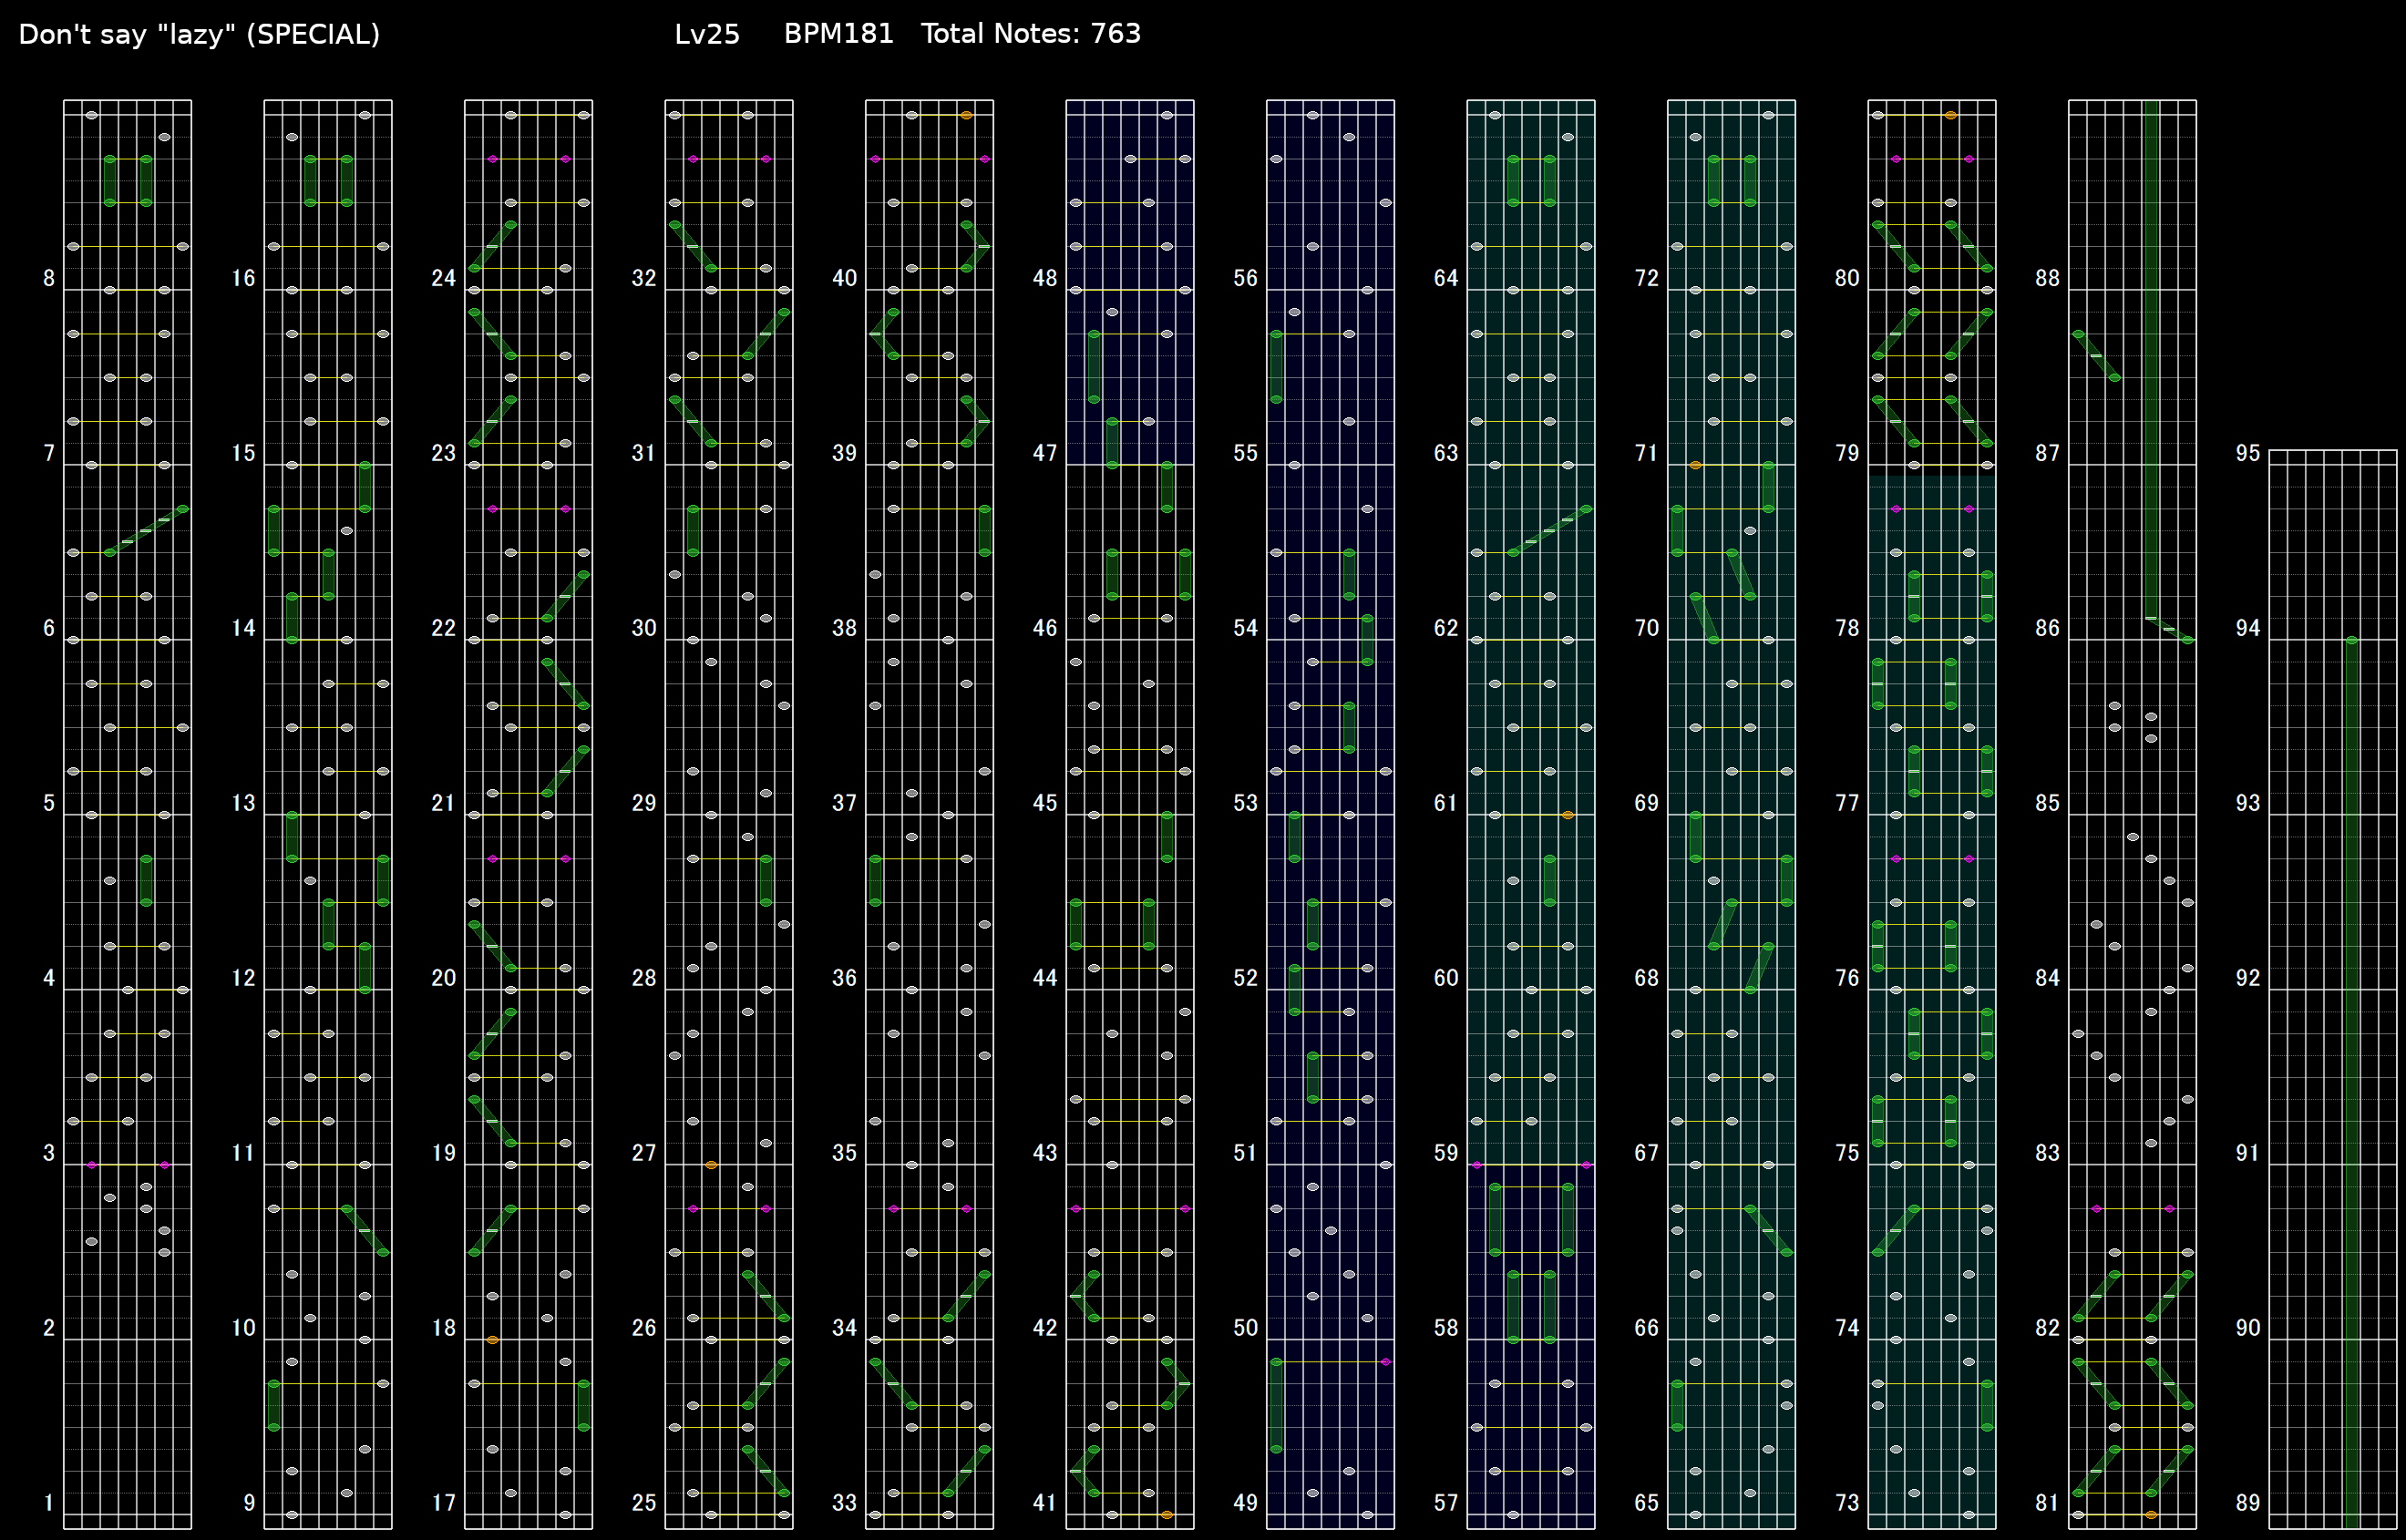 Don't say "lazy" (SPECIAL) Lv25 BPM181 Total Notes: 763
8 16 24 32 40 48 56 64 72 80 88
7 15 23 31 39 47 55 63 71 79 87 95
6 14 22 30 38 46 54 62 70 78 86 94
5 13 21 29 37 45 53 61 69 77 85 93
4 12 20 28 36 44 52 60 68 76 84 92
3 11 19 27 35 43 51 59 67 75 83 91
2 10 18 26 34 42 50 58 66 74 82 90
1 9 17 25 33 41 49 57 65 73 81 89